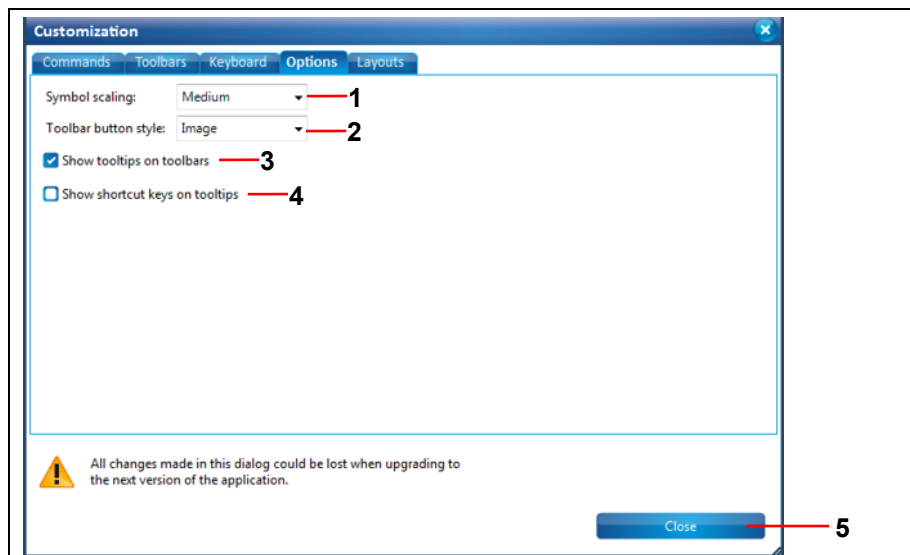 Customization
Commands Toolbars Keyboard Options Layouts
Symbol scaling: Medium 1
Toolbar button style: Image 2
Show tooltips on toolbars 3
Show shortcut keys on tooltips 4
All changes made in this dialog could be lost when upgrading to
the next version of the application.
Close 5